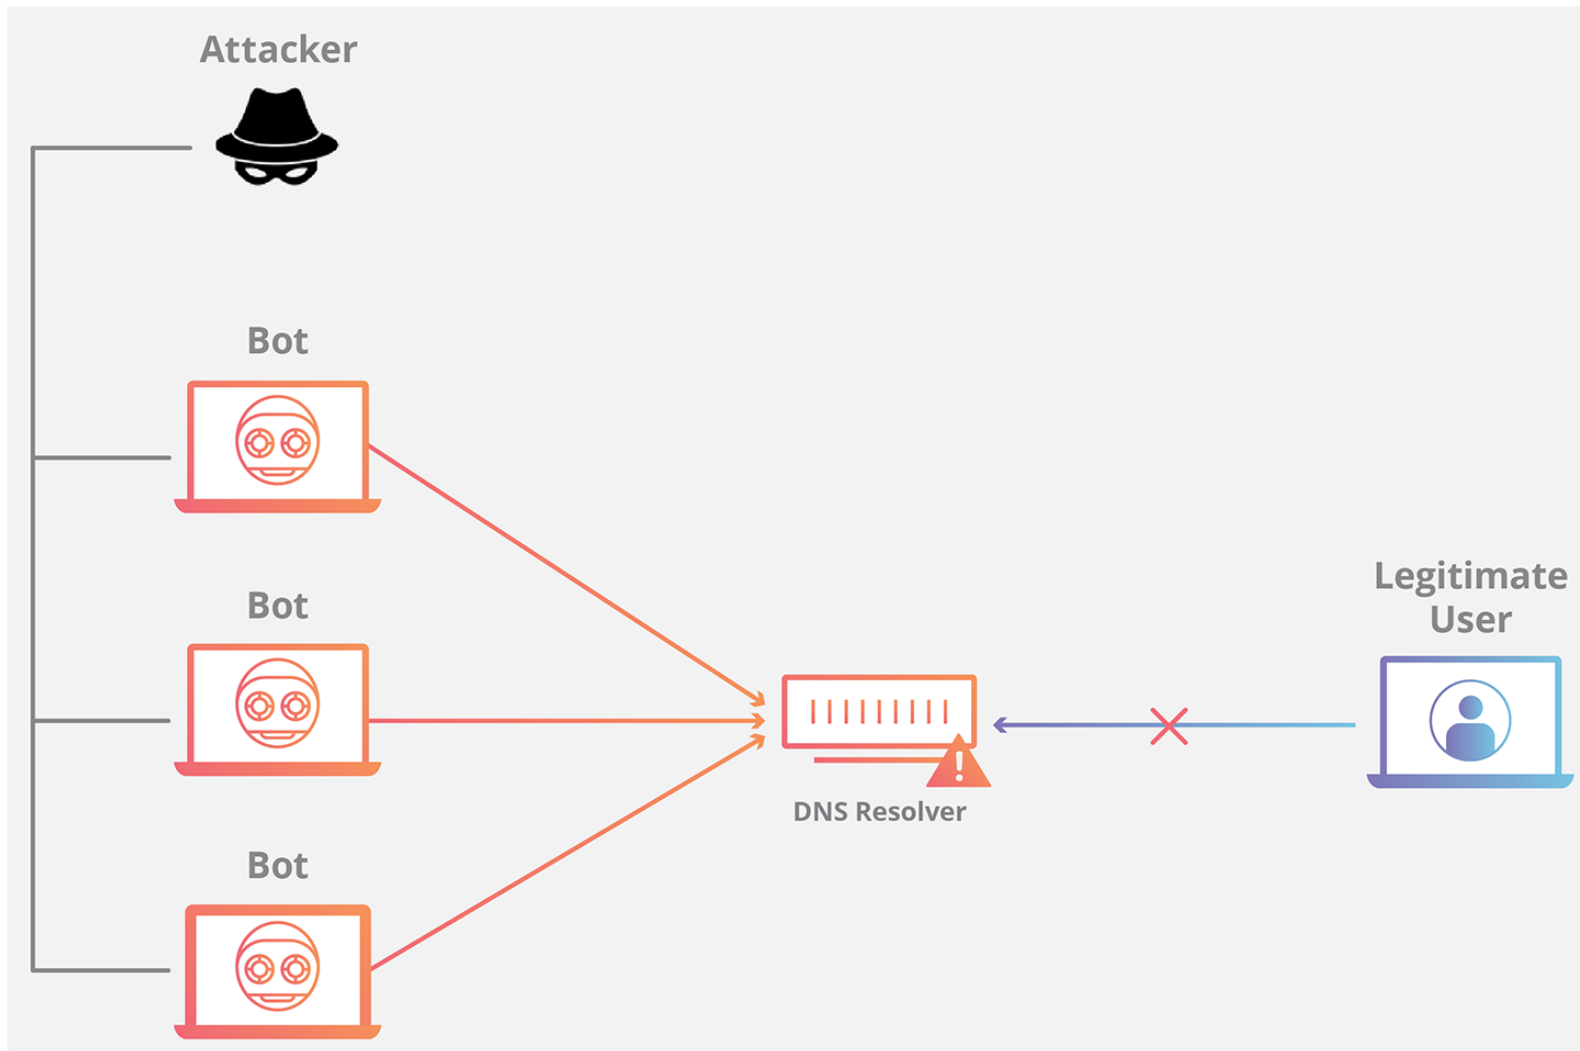 Attacker
Bot
Bot
Bot
DNS Resolver
Legitimate
User